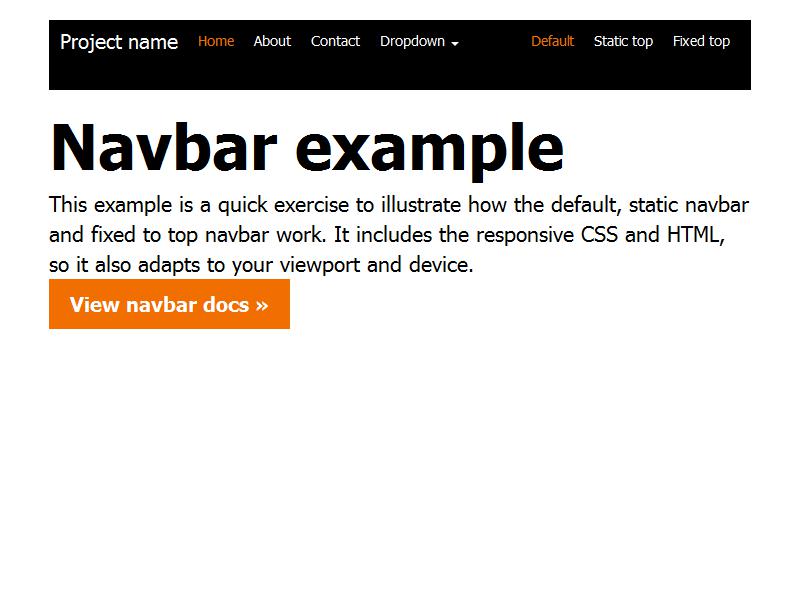 Project name Home About Contact Dropdown Default Static top Fixed top
Navbar example
This example is a quick exercise to illustrate how the default, static navbar
and fixed to top navbar work. It includes the responsive CSS and HTML,
so it also adapts to your viewport and device.
View navbar docs »